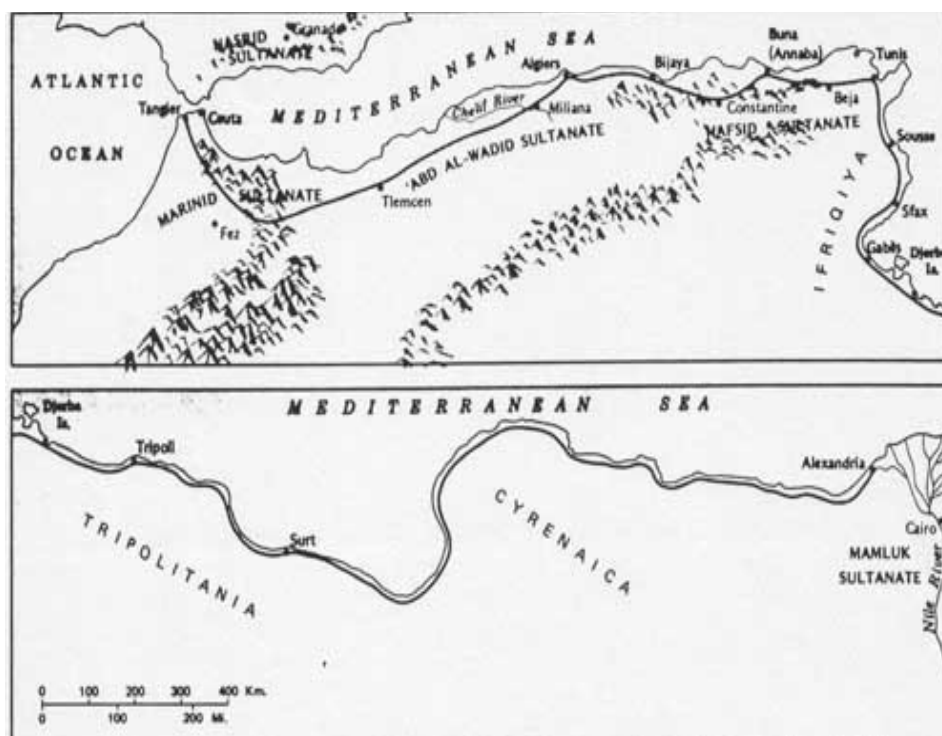 NASRID
SULTANATE
Granada
ATLANTIC
OCEAN
MEDITERRANEAN SEA
Tangier
Ceuta
Algiers
Bijaya
Buna
(Annaba)
Tunis
Chelif River
Miliana
Constantine
Beja
HAFSID SULTANATE
'ABD AL-WADID SULTANATE
Sousse
MARINID SULTANATE
Tlemcen
Fez
IFRIQIYA
Sfax
Gabès
Djerba
Is.
MEDITERRANEAN SEA
Djerba
Is.
Tripoli
Alexandria
CYRENAICA
TRIPOLITANIA
Surt
Cairo
MAMLUK
SULTANATE
Nile River
0 100 200 300 400 Km.
0 100 200 Mi.